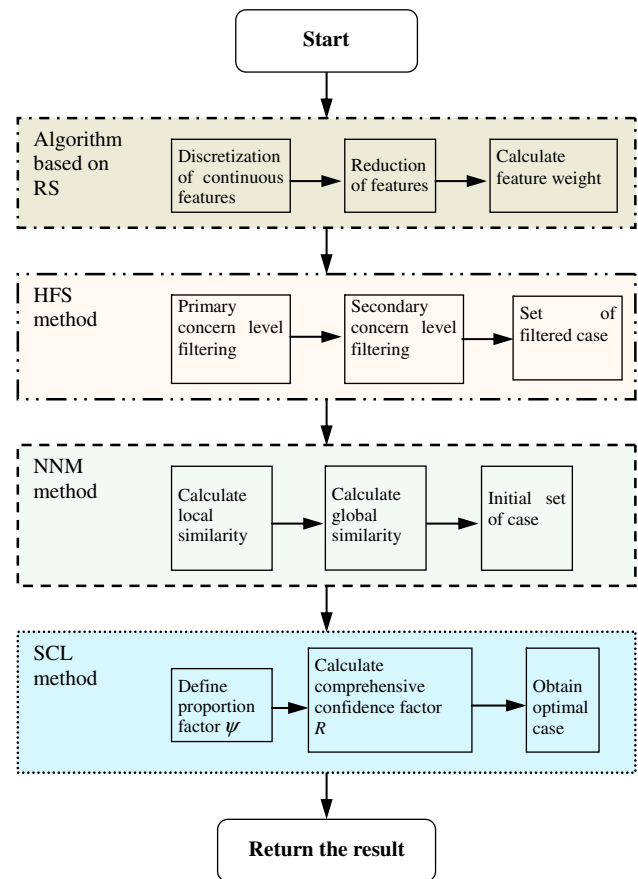 Start
Algorithm
based on
RS
Discretization
of continuous
features
Reduction
of features
Calculate
feature weight
HFS
method
Primary
concern level
filtering
Secondary
concern level
filtering
Set of
filtered case
NNM
method
Calculate
local
similarity
Calculate
global
similarity
Initial set
of case
SCL
method
Define
proportion
factor ψ
Calculate
comprehensive
confidence factor
R
Obtain
optimal
case
Return the result